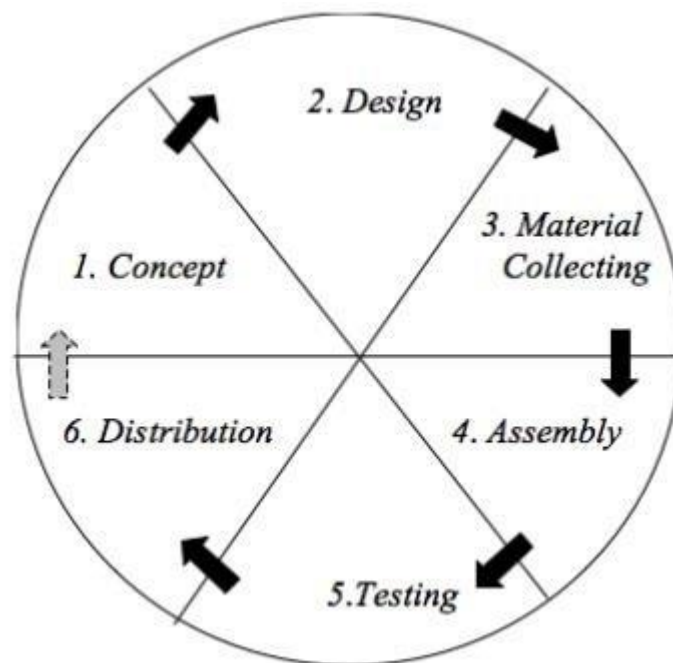 1. Concept
2. Design
3. Material
Collecting
4. Assembly
5.Testing
6. Distribution